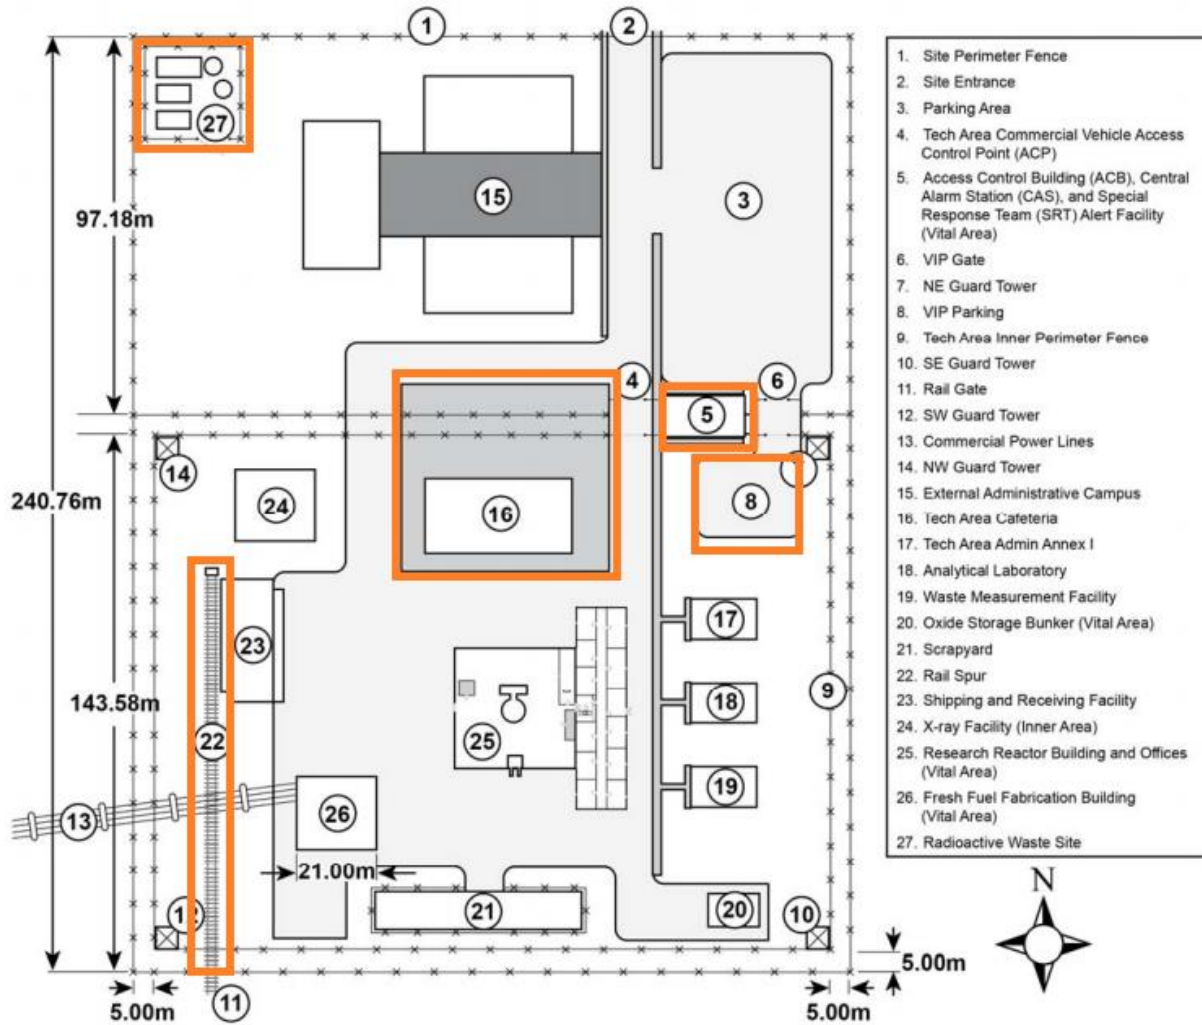 1
2
27
15
3
97.18m
4
6
5
14
240.76m
24
16
8
17
23
143.58m
9
22
18
25
13
26
19
21.00m
12
21
20
10
5.00m
11
5.00m
5.00m
1. Site Perimeter Fence
2. Site Entrance
3. Parking Area
4. Tech Area Commercial Vehicle Access
Control Point (ACP)
5. Access Control Building (ACB), Central
Alarm Station (CAS), and Special
Response Team (SRT) Alert Facility
(Vital Area)
6. VIP Gate
7. NE Guard Tower
8. VIP Parking
9. Tech Area Inner Perimeter Fence
10. SE Guard Tower
11. Rail Gate
12. SW Guard Tower
13. Commercial Power Lines
14. NW Guard Tower
15. External Administrative Campus
16. Tech Area Cafeteria
17. Tech Area Admin Annex I
18. Analytical Laboratory
19. Waste Measurement Facility
20. Oxide Storage Bunker (Vital Area)
21. Scrapyard
22. Rail Spur
23. Shipping and Receiving Facility
24. X-ray Facility (Inner Area)
25. Research Reactor Building and Offices
(Vital Area)
26. Fresh Fuel Fabrication Building
(Vital Area)
27. Radioactive Waste Site
N